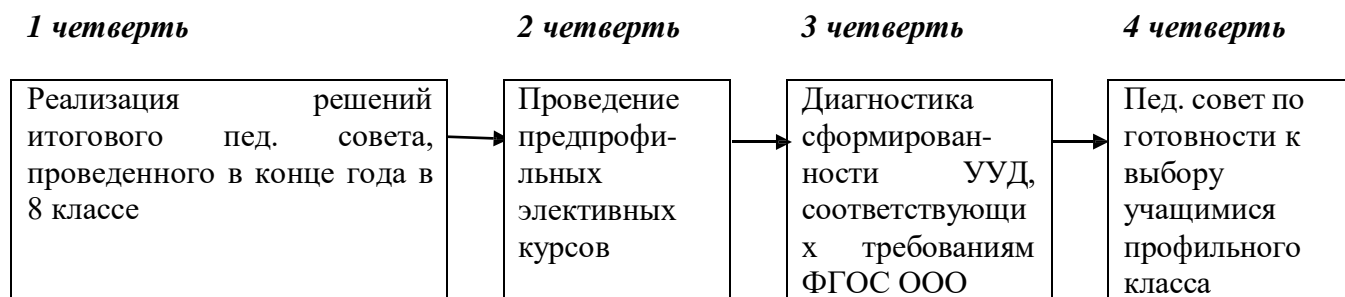 1 четверть
2 четверть
3 четверть
4 четверть
Реализация решений
итогового пед. совета,
проведенного в конце года в
8 классе
Проведение
предпрофи-
льных
элективных
курсов
Диагностика
сформирован-
ности УУД,
соответствующи
х требованиям
ФГОС ООО
Пед. совет по
готовности к
выбору
учащимися
профильного
класса